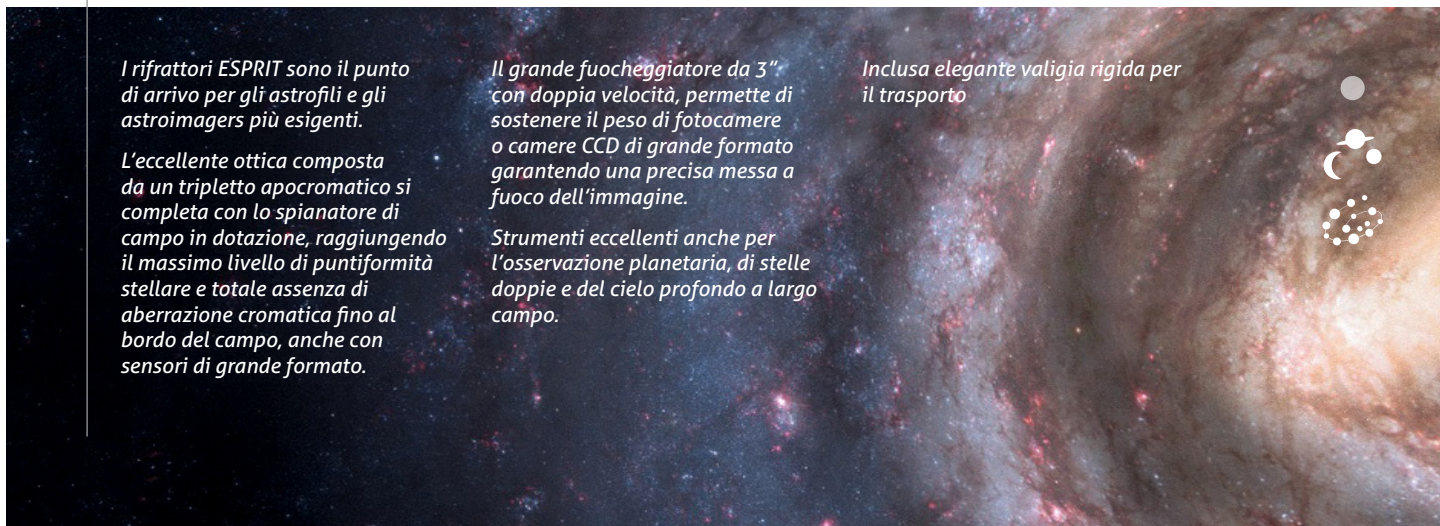 I rifrattori ESPRIT sono il punto
di arrivo per gli astrofili e gli
astroimagers più esigenti.
L'eccellente ottica composta
da un tripletto apocromatico si
completa con lo spianatore di
campo in dotazione, raggiungendo
il massimo livello di puntiformità
stellare e totale assenza di
aberrazione cromatica fino al
bordo del campo, anche con
sensori di grande formato.
Il grande fuocheggiatore da 3"
con doppia velocità, permette di
sostenere il peso di fotocamere
o camere CCD di grande formato
garantendo una precisa messa a
fuoco dell'immagine.
Strumenti eccellenti anche per
l'osservazione planetaria, di stelle
doppie e del cielo profondo a largo
campo.
Inclusa elegante valigia rigida per
il trasporto